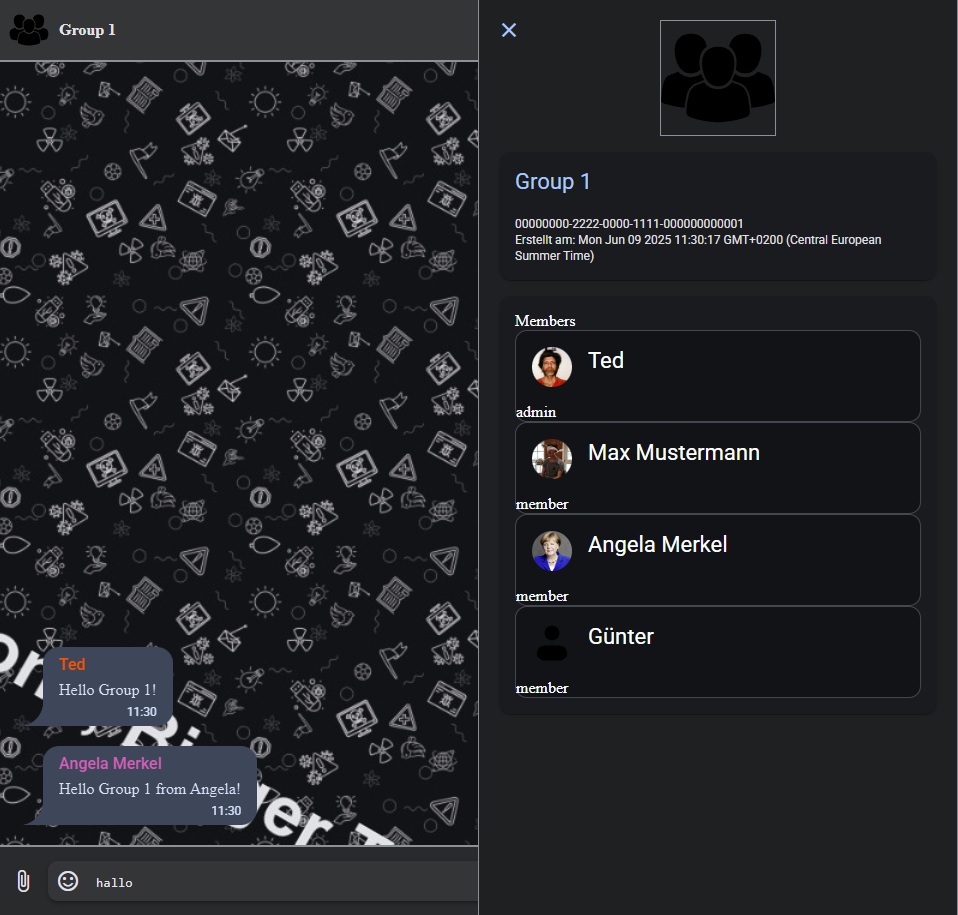 Group 1
Ted
Hello Group 1!
11:30
Angela Merkel
Hello Group 1 from Angela!
11:30
hallo
Group 1
00000000-2222-0000-1111-000000000001
Erstellt am: Mon Jun 09 2025 11:30:17 GMT+0200 (Central European
Summer Time)
Members
Ted
admin
Max Mustermann
member
Angela Merkel
member
Günter
member